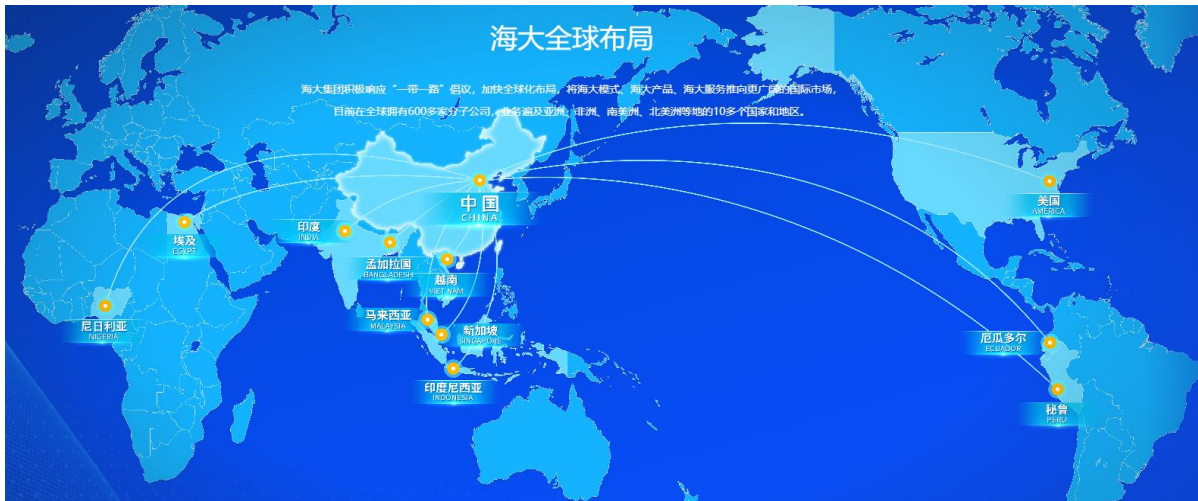 海大全球布局
海大集团积极响应“一带一路”倡议，加快全球化布局，将海大模式、海大产品、海大服务推向更广阔的国际市场，
目前在全球拥有600多家分子公司，业务遍及亚洲、非洲、南美洲、北美洲等地的10多个国家和地区。
中国
CHINA
美国
AMERICA
印度
INDIA
埃及
EGYPT
孟加拉国
BANGLADESH
越南
VIET NAM
尼日利亚
NIGERIA
马来西亚
MALAYSIA
新加坡
SINGAPORE
厄瓜多尔
ECUADOR
印度尼西亚
INDONESIA
秘鲁
PERU